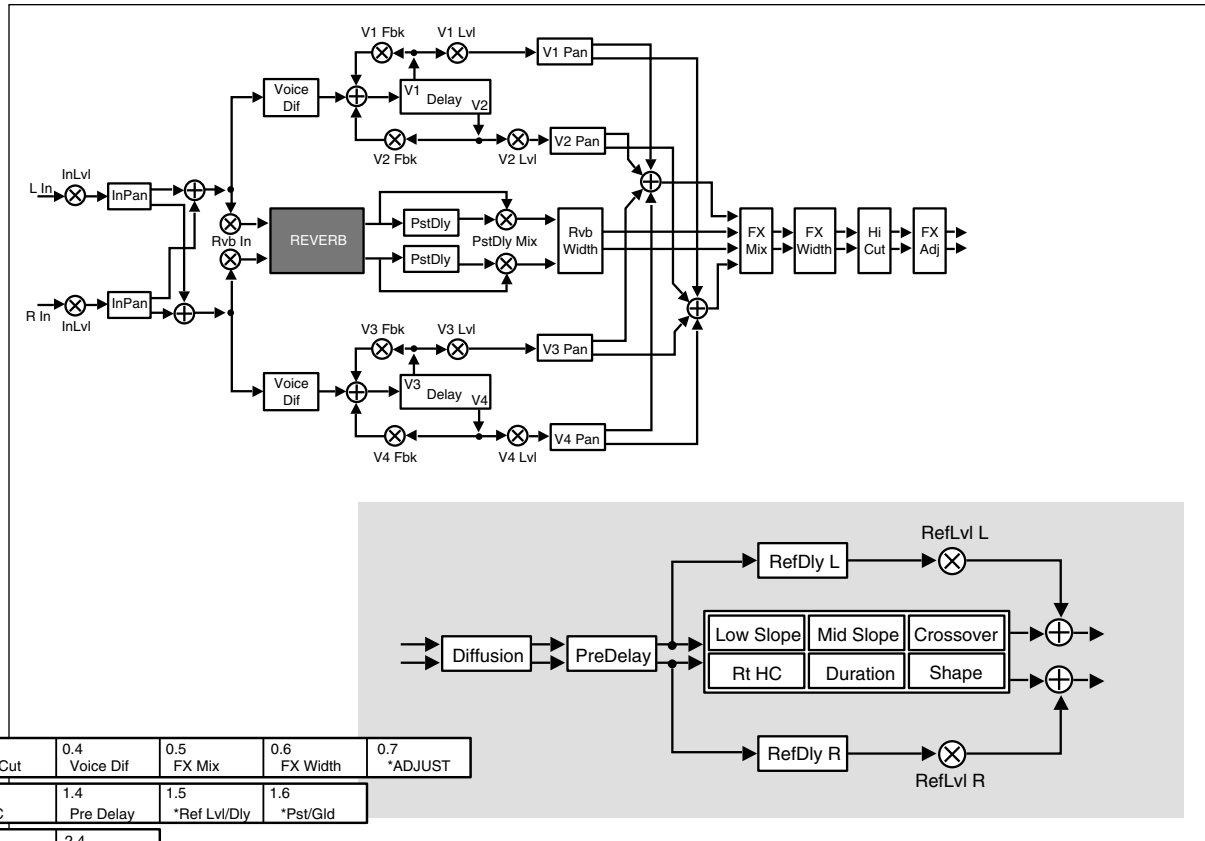 V1 Fbk
V1 Lvl
V1 Pan
Voice
Dif
V1
Delay
V2
V2 Pan
V2 Fbk
V2 Lvl
InLvl
L In
InPan
Rvb In
REVERB
PstDly
PstDly Mix
PstDly
Rvb
Width
FX
Mix
FX
Width
Hi
Cut
FX
Adj
InPan
R In
InLvl
V3 Fbk
V3 Lvl
V3 Pan
Voice
Dif
V3
Delay
V4
V4 Pan
V4 Fbk
V4 Lvl
RefLvl L
RefDly L
Diffusion
PreDelay
Low Slope
Mid Slope
Crossover
Rt HC
Duration
Shape
RefDly R
RefLvl R
Cut
0.4
Voice Dif
0.5
FX Mix
0.6
FX Width
0.7
*ADJUST
1.4
Pre Delay
1.5
*Ref Lvl/Dly
1.6
*Pst/Gld